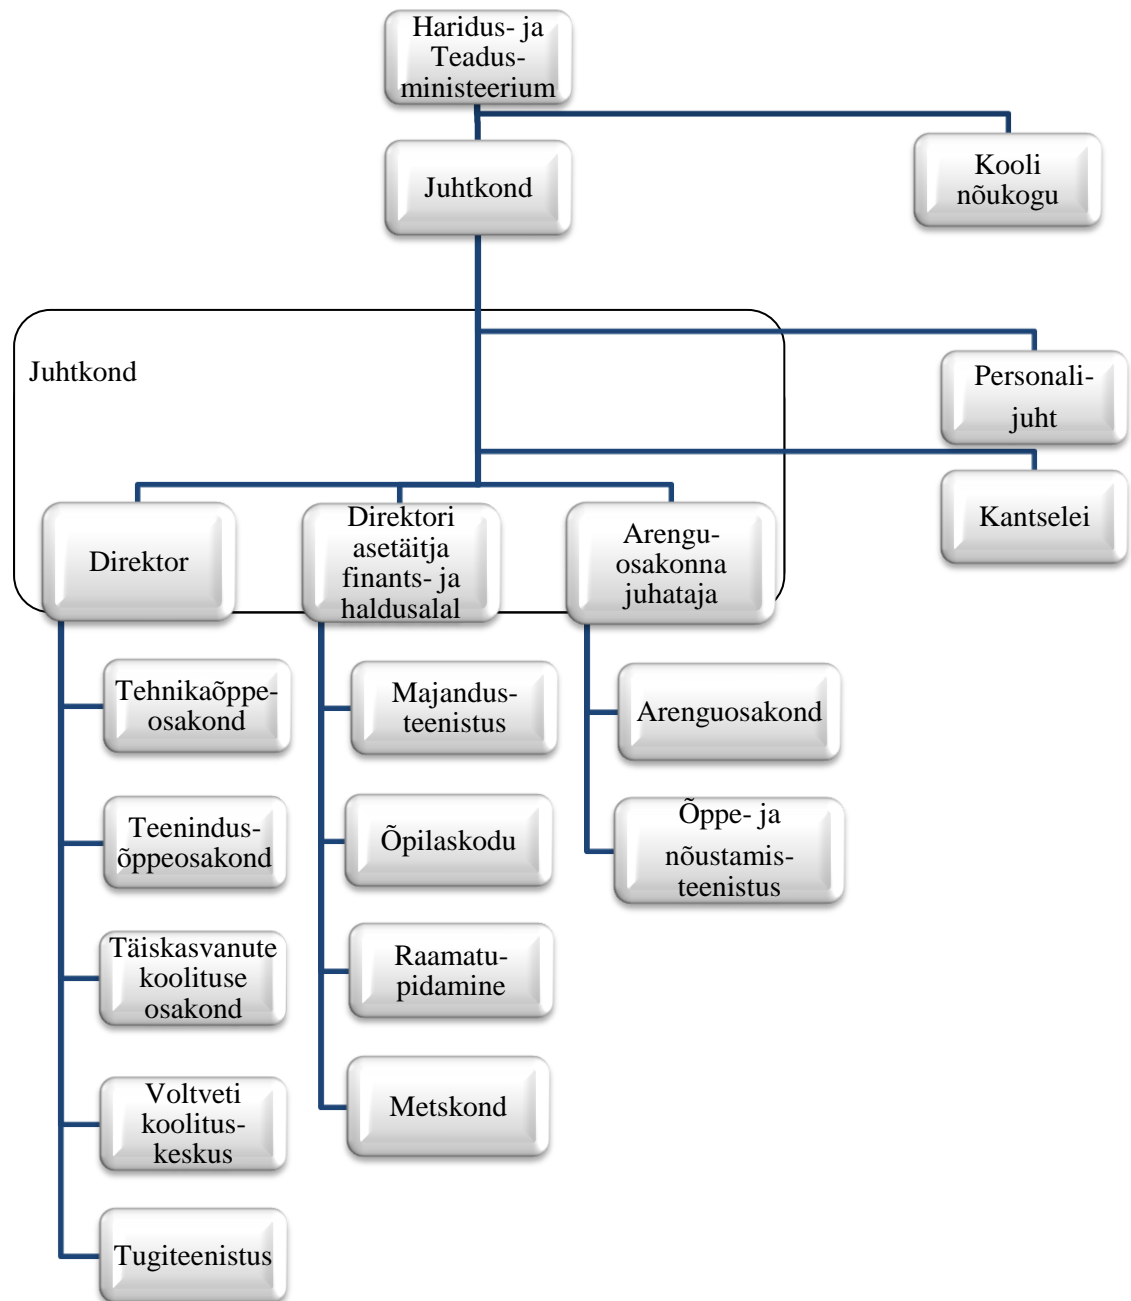 Haridus- ja
Teadus-
ministeerium
Juhtkond
Kooli
nõukogu
Juhtkond
Personali-
juht
Kantselei
Direktor
Direktori
asetäitja
finants- ja
haldusalal
Arengu-
osakonna
juhataja
Tehnikaõppe-
osakond
Teenindus-
õppeosakond
Täiskasvanute
koolituse
osakond
Voltveti
koolitus-
keskus
Tugiteenistus
Majandus-
teenistus
Õpilaskodu
Raamatu-
pidamine
Metskond
Arenguosakond
Õppe- ja
nõustamis-
teenistus